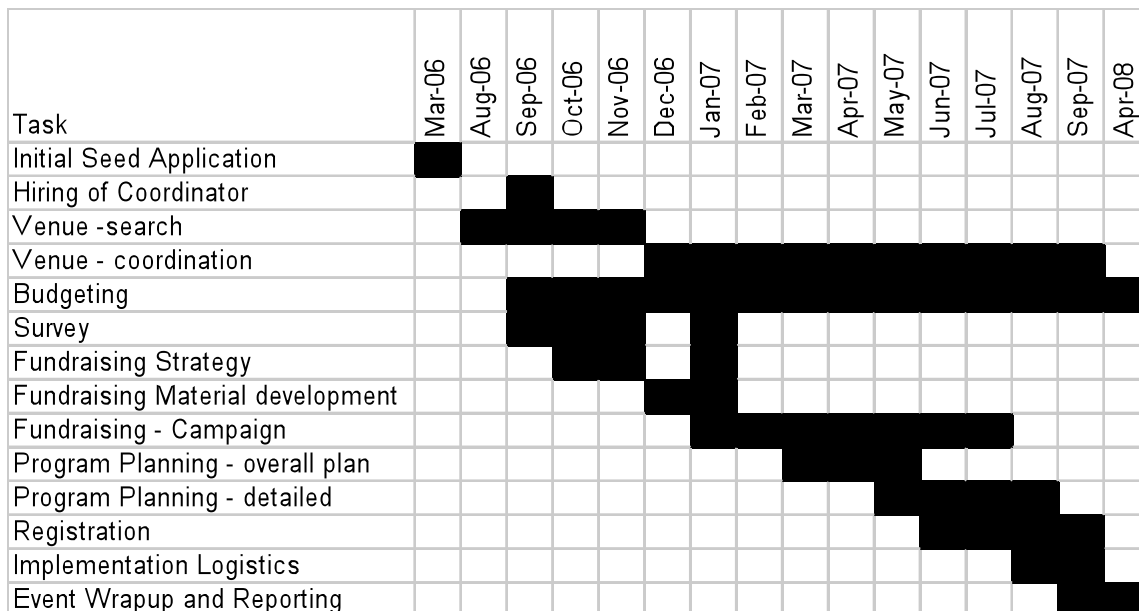 Task Mar-06 Aug-06 Sep-06 Oct-06 Nov-06 Dec-06 Jan-07 Feb-07 Mar-07 Apr-07 May-07 Jun-07 Jul-07 Aug-07 Sep-07 Apr-08
Initial Seed Application
Hiring of Coordinator
Venue -search
Venue - coordination
Budgeting
Survey
Fundraising Strategy
Fundraising Material development
Fundraising - Campaign
Program Planning - overall plan
Program Planning - detailed
Registration
Implementation Logistics
Event Wrapup and Reporting